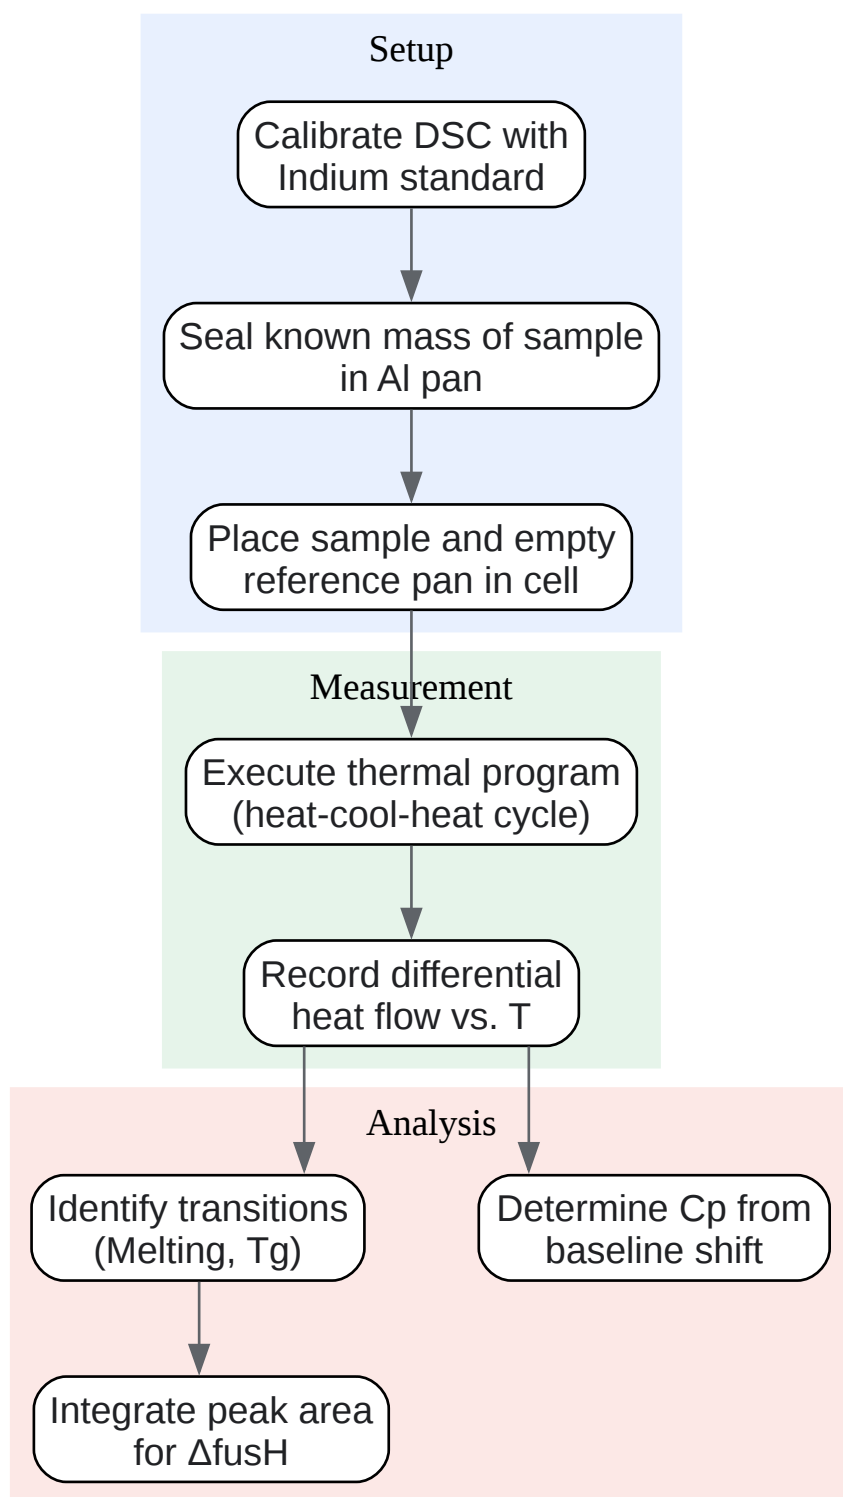 Setup
Calibrate DSC with
Indium standard
Seal known mass of sample
in Al pan
Place sample and empty
reference pan in cell
Measurement
Execute thermal program
(heat-cool-heat cycle)
Record differential
heat flow vs. T
Analysis
Identify transitions
(Melting, Tg)
Determine Cp from
baseline shift
Integrate peak area
for ΔfusH